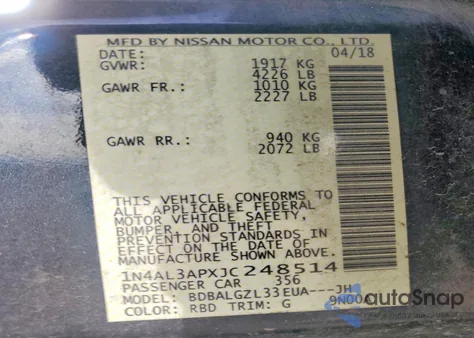 MFD BY NISSAN MOTOR CO., LTD.
DATE: 04/18
GVWR: 1917 KG
4226 LB
GAWR FR.: 1010 KG
2227 LB
GAWR RR.: 940 KG
2072 LB
THIS VEHICLE CONFORMS TO
ALL APPLICABLE FEDERAL
MOTOR VEHICLE SAFETY,
BUMPER, AND THEFT
PREVENTION STANDARDS IN
EFFECT ON THE DATE OF
MANUFACTURE SHOWN ABOVE.
1N4AL3APXJC248514
PASSENGER CAR 356
MODEL: BDBALGZL33EUA---JH
COLOR: RBD TRIM: G 9N00
autoSnap